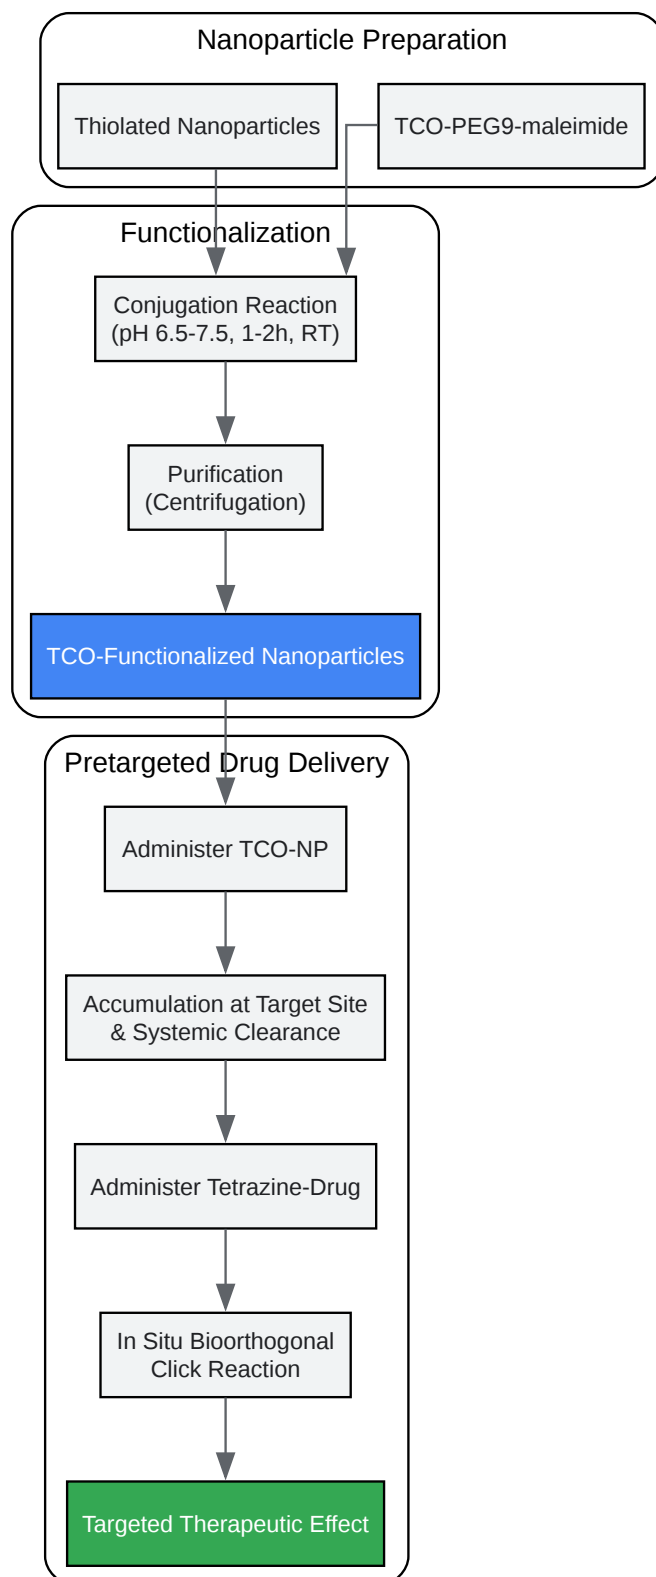 Nanoparticle Preparation
Thiolated Nanoparticles
TCO-PEG9-maleimide
Functionalization
Conjugation Reaction
(pH 6.5-7.5, 1-2h, RT)
Purification
(Centrifugation)
TCO-Functionalized Nanoparticles
Pretargeted Drug Delivery
Administer TCO-NP
Accumulation at Target Site
& Systemic Clearance
Administer Tetrazine-Drug
In Situ Bioorthogonal
Click Reaction
Targeted Therapeutic Effect